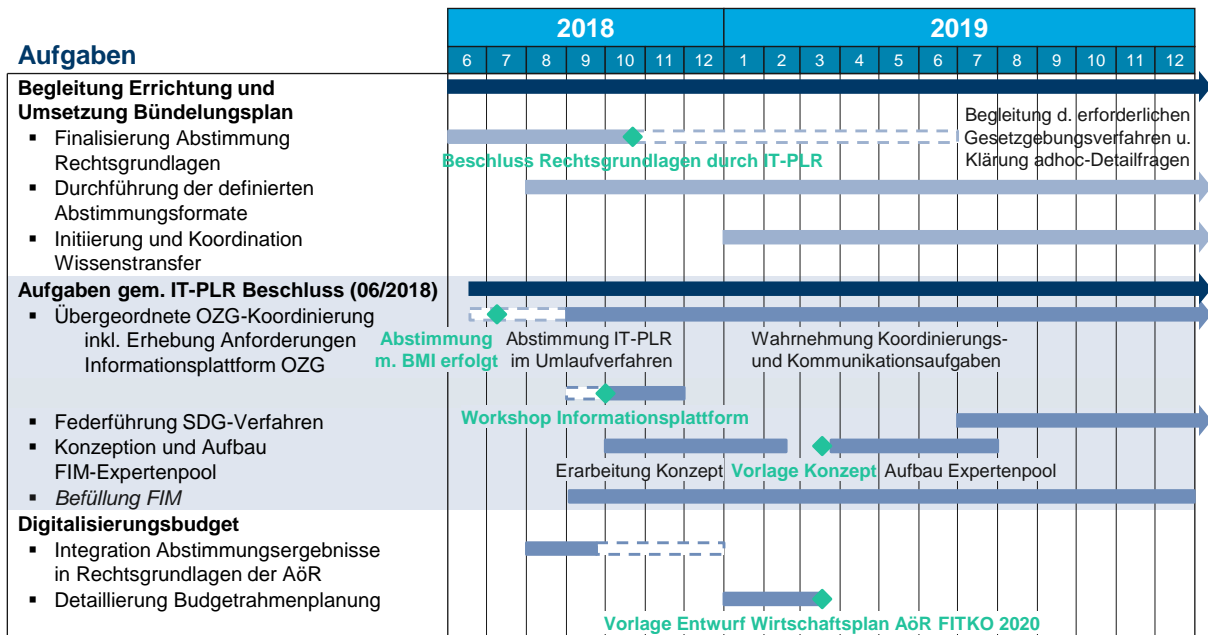 2018 2019
Aufgaben
6 7 8 9 10 11 12 1 2 3 4 5 6 7 8 9 10 11 12
Begleitung Errichtung und
Umsetzung Bündelungsplan
▪ Finalisierung Abstimmung
Rechtsgrundlagen
Beschluss Rechtsgrundlagen durch IT-PLR
Begleitung d. erforderlichen
Gesetzgebungsverfahren u.
Klärung adhoc-Detailfragen
▪ Durchführung der definierten
Abstimmungsformate
▪ Initiierung und Koordination
Wissenstransfer
Aufgaben gem. IT-PLR Beschluss (06/2018)
▪ Übergeordnete OZG-Koordinierung
inkl. Erhebung Anforderungen
Informationsplattform OZG
Abstimmung
m. BMI erfolgt
Abstimmung IT-PLR
im Umlaufverfahren
Wahrnehmung Koordinierungs-
und Kommunikationsaufgaben
Workshop Informationsplattform
▪ Federführung SDG-Verfahren
▪ Konzeption und Aufbau
FIM-Expertenpool
Erarbeitung Konzept Vorlage Konzept Aufbau Expertenpool
▪ Befüllung FIM
Digitalisierungsbudget
▪ Integration Abstimmungsergebnisse
in Rechtsgrundlagen der AöR
▪ Detaillierung Budgetrahmenplanung
Vorlage Entwurf Wirtschaftsplan AöR FITKO 2020